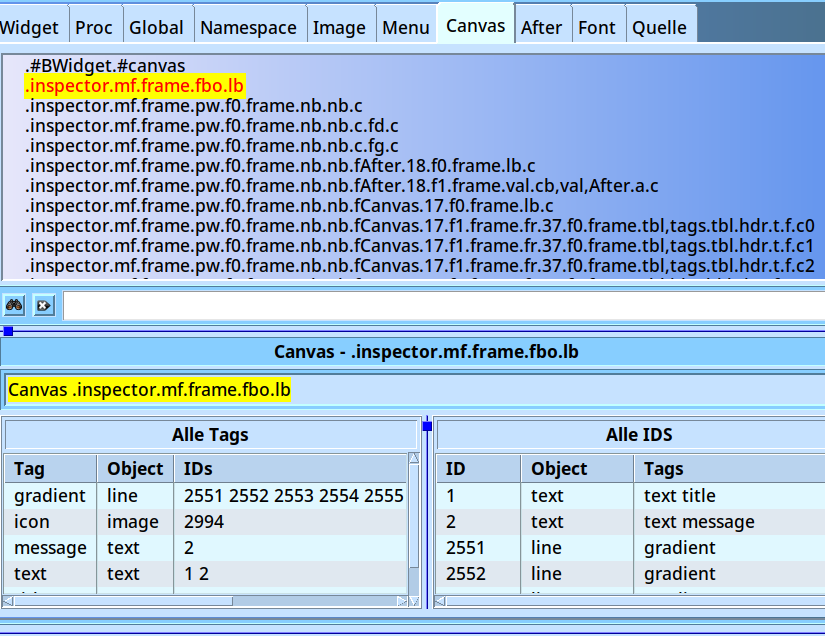 Widget Proc Global Namespace Image Menu Canvas After Font Quelle
.#BWidget.#canvas
.inspector.mf.frame.fbo.lb
.inspector.mf.frame.pw.f0.frame.nb.nb.c
.inspector.mf.frame.pw.f0.frame.nb.nb.c.fd.c
.inspector.mf.frame.pw.f0.frame.nb.nb.c.fg.c
.inspector.mf.frame.pw.f0.frame.nb.nb.fAfter.18.f0.frame.lb.c
.inspector.mf.frame.pw.f0.frame.nb.nb.fAfter.18.f1.frame.val.cb,val,After.a.c
.inspector.mf.frame.pw.f0.frame.nb.nb.fCanvas.17.f0.frame.lb.c
.inspector.mf.frame.pw.f0.frame.nb.nb.fCanvas.17.f1.frame.fr.37.f0.frame.tbl,tags.tbl.hdr.t.f.c0
.inspector.mf.frame.pw.f0.frame.nb.nb.fCanvas.17.f1.frame.fr.37.f0.frame.tbl,tags.tbl.hdr.t.f.c1
.inspector.mf.frame.pw.f0.frame.nb.nb.fCanvas.17.f1.frame.fr.37.f0.frame.tbl,tags.tbl.hdr.t.f.c2
Canvas - .inspector.mf.frame.fbo.lb
Canvas .inspector.mf.frame.fbo.lb
Alle Tags
Tag Object IDs
gradient line 2551 2552 2553 2554 2555
icon image 2994
message text 2
text text 1 2
Alle IDS
ID Object Tags
1 text text title
2 text text message
2551 line gradient
2552 line gradient